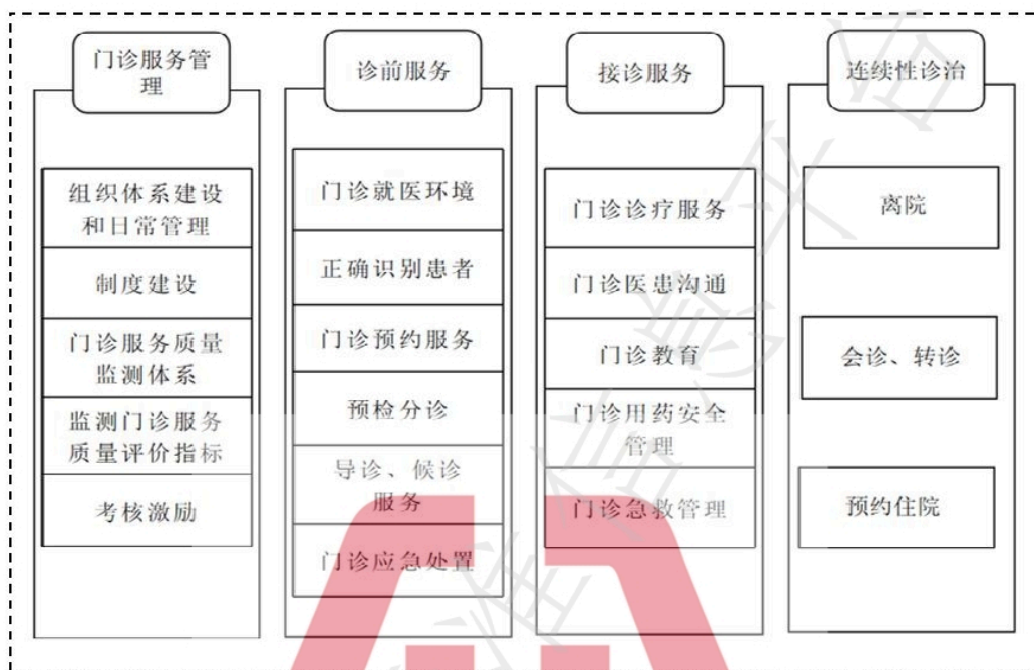 门诊服务管
理
组织体系建设
和日常管理
制度建设
门诊服务质量
监测体系
监测门诊服务
质量评价指标
考核激励
诊前服务
门诊就医环境
正确识别患者
门诊预约服务
预检分诊
导诊、候诊
服务
门诊应急处置
接诊服务
门诊诊疗服务
门诊医患沟通
门诊教育
门诊用药安全
管理
门诊急救管理
连续性诊治
离院
会诊、转诊
预约住院